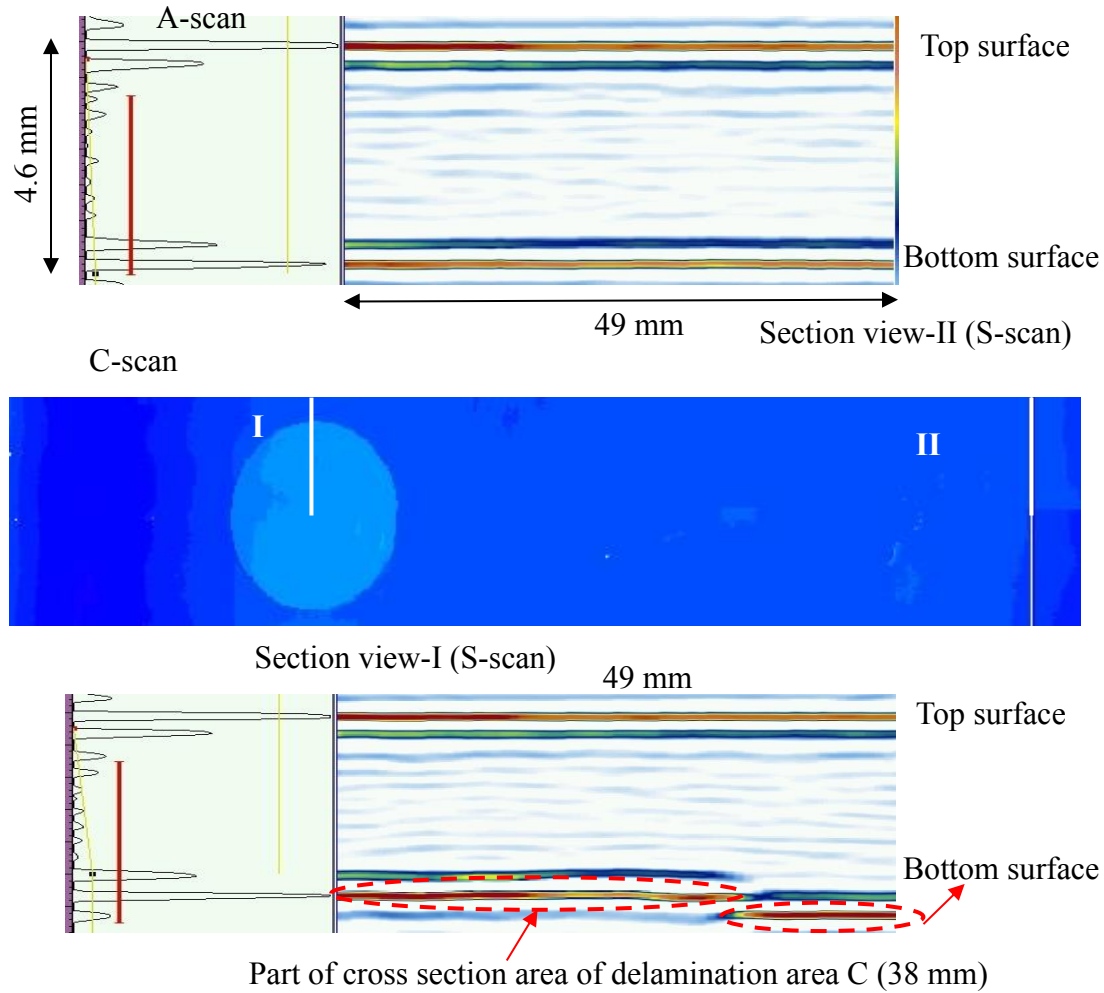 A-scan
Top surface
4.6 mm
Bottom surface
49 mm
Section view-II (S-scan)
C-scan
I
II
Section view-I (S-scan)
49 mm
Top surface
Bottom surface
Part of cross section area of delamination area C (38 mm)